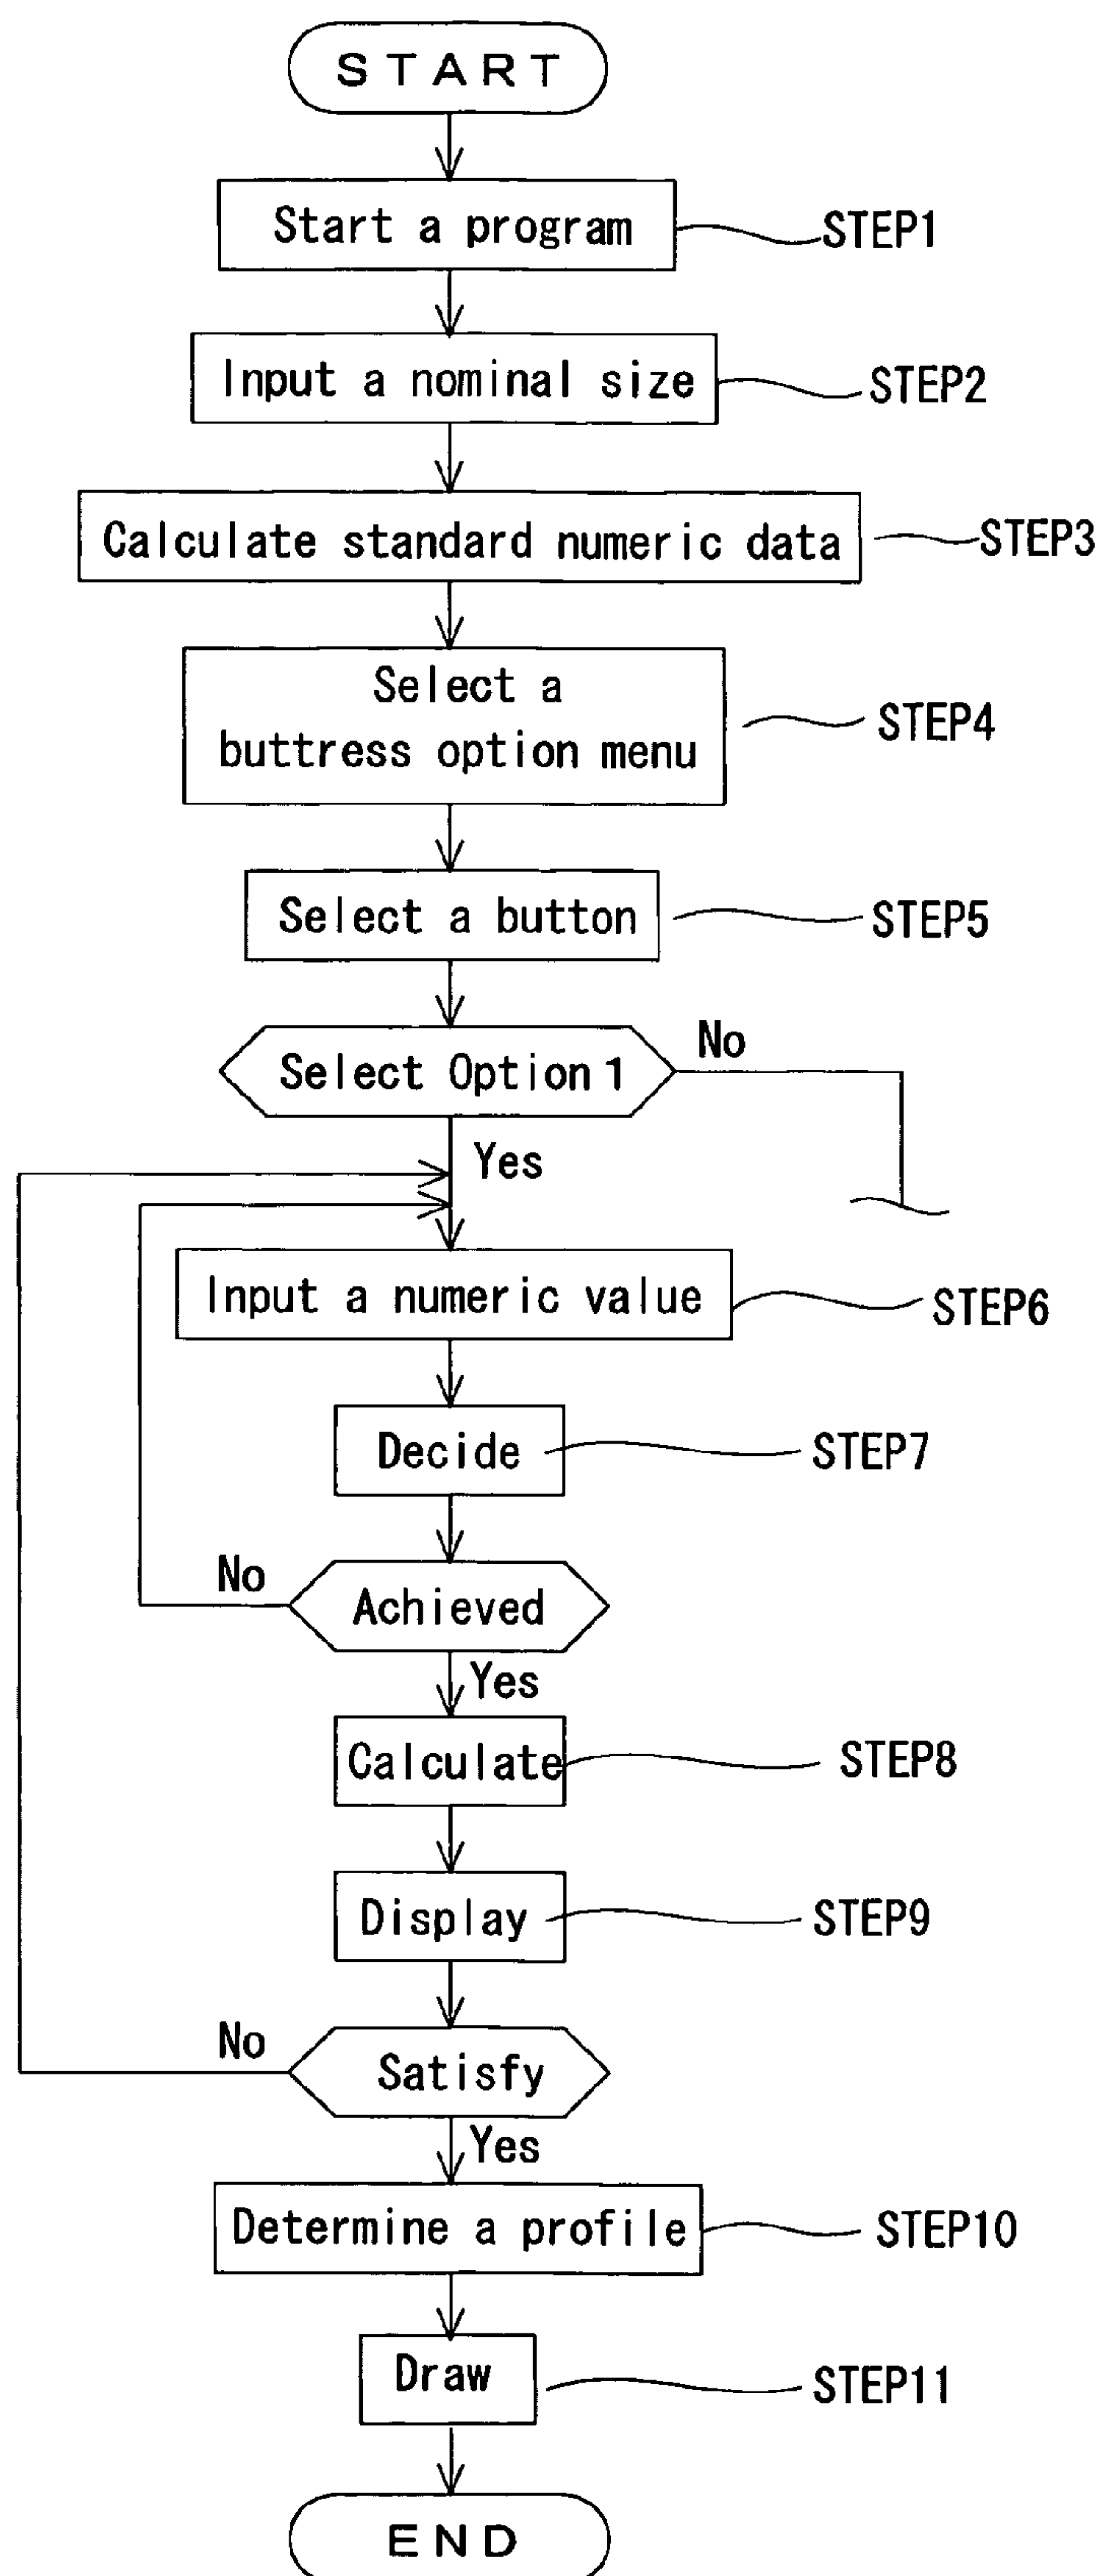 START
Start a program
STEP1
Input a nominal size
STEP2
Calculate standard numeric data
STEP3
Select a
buttress option menu
STEP4
Select a button
STEP5
Select Option 1
No
Yes
Input a numeric value
STEP6
Decide
STEP7
No
Achieved
Yes
Calculate
STEP8
Display
STEP9
No
Satisfy
Yes
Determine a profile
STEP10
Draw
STEP11
END